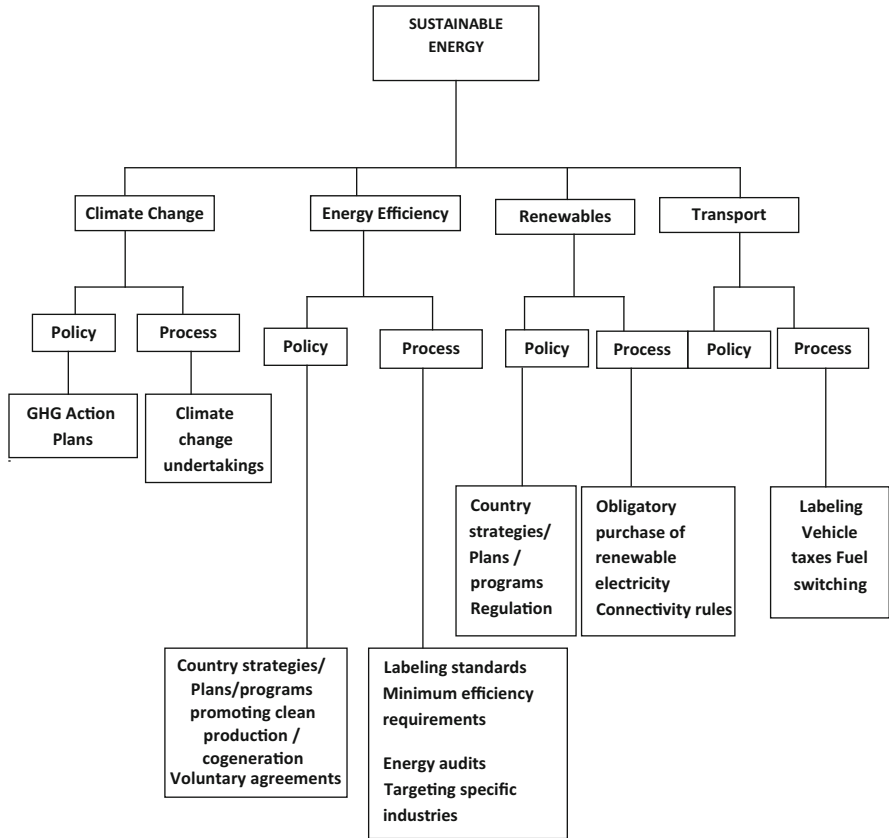 SUSTAINABLE
ENERGY
Climate Change
Energy Efficiency
Renewables
Transport
Policy
Process
Policy
Process
Policy
Process
Policy
Process
GHG Action
Plans
Climate
change
undertakings
Country
strategies/
Plans /
programs
Regulation
Obligatory
purchase of
renewable
electricity
Connectivity rules
Labeling
Vehicle
taxes Fuel
switching
Country strategies/
Plans/programs
promoting clean
production /
cogeneration
Voluntary agreements
Labeling standards
Minimum efficiency
requirements
Energy audits
Targeting specific
industries